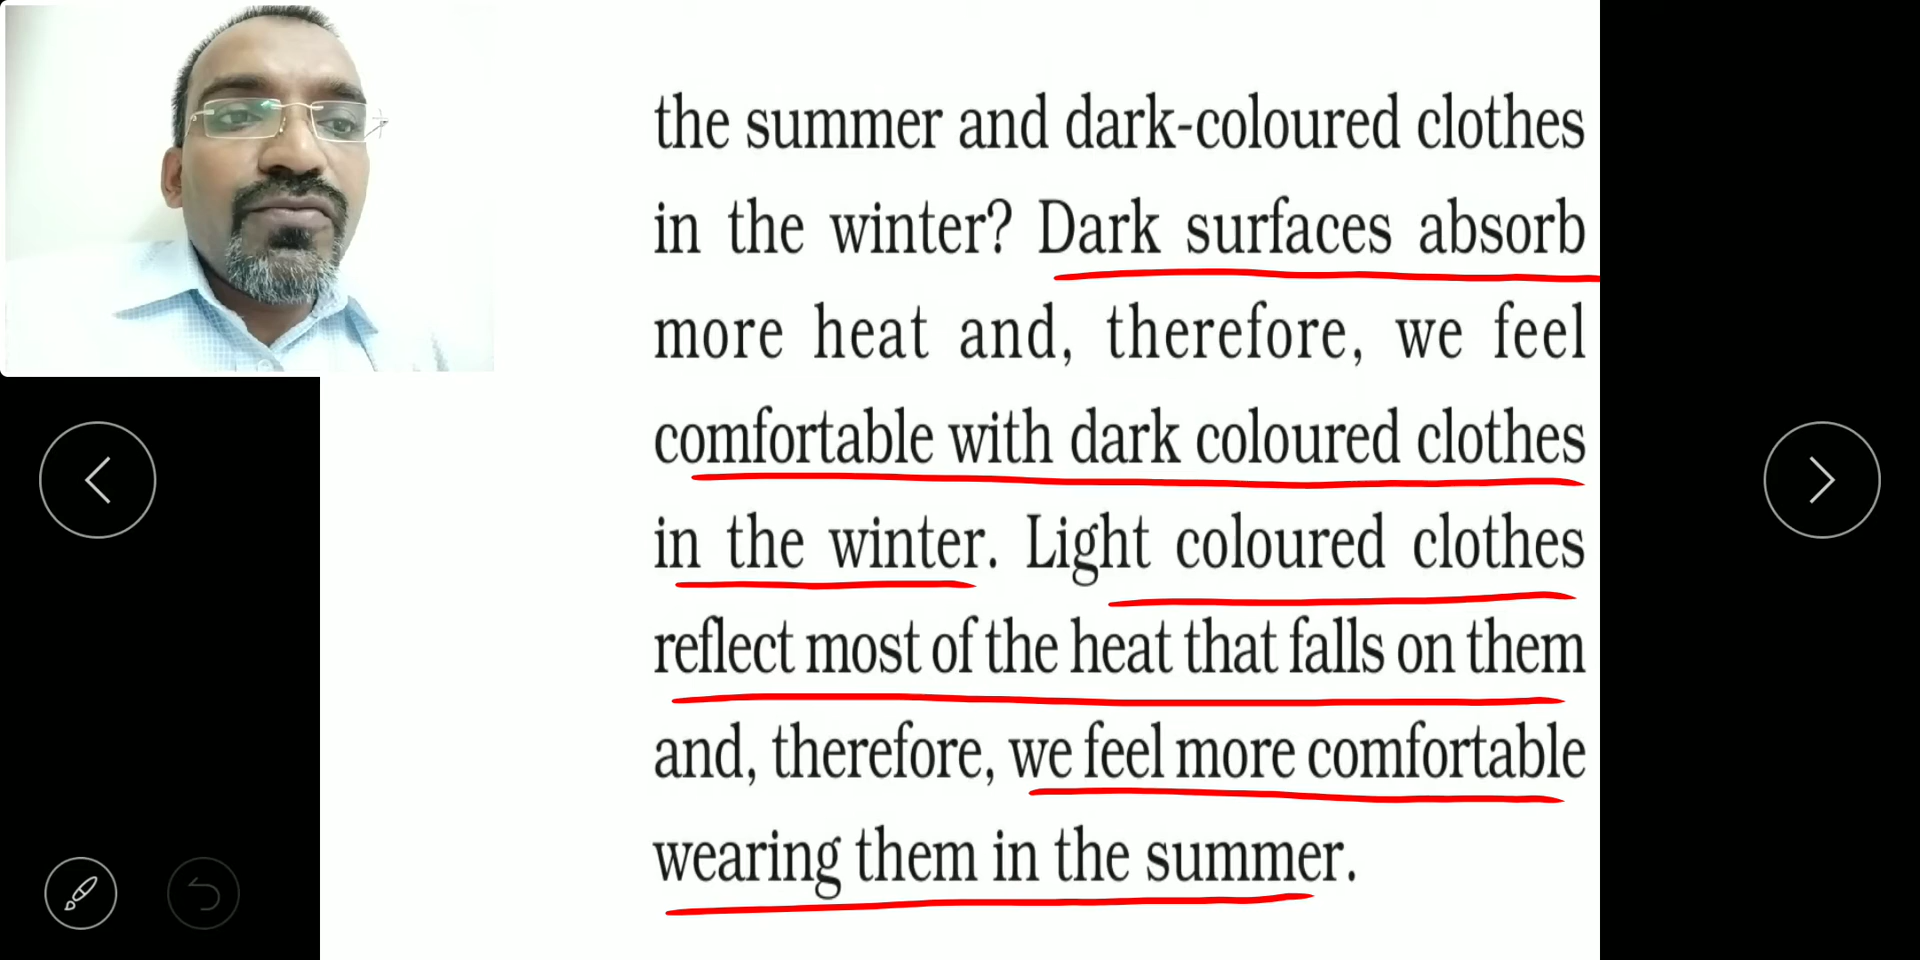 the summer and dark-coloured clothes
in the winter? Dark surfaces absorb
more heat and, therefore, we feel
comfortable with dark coloured clothes
in the winter. Light coloured clothes
reflect most of the heat that falls on them
and, therefore, we feel more comfortable
wearing them in the summer.